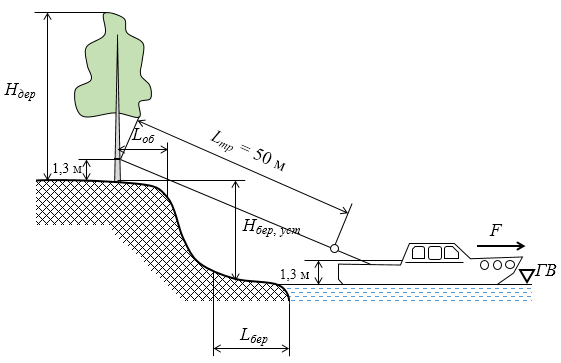 Hдер
Lоб
Lтр = 50 м
1,3 м
Hбер, уст
F
1,3 м
ГВ
Lбер